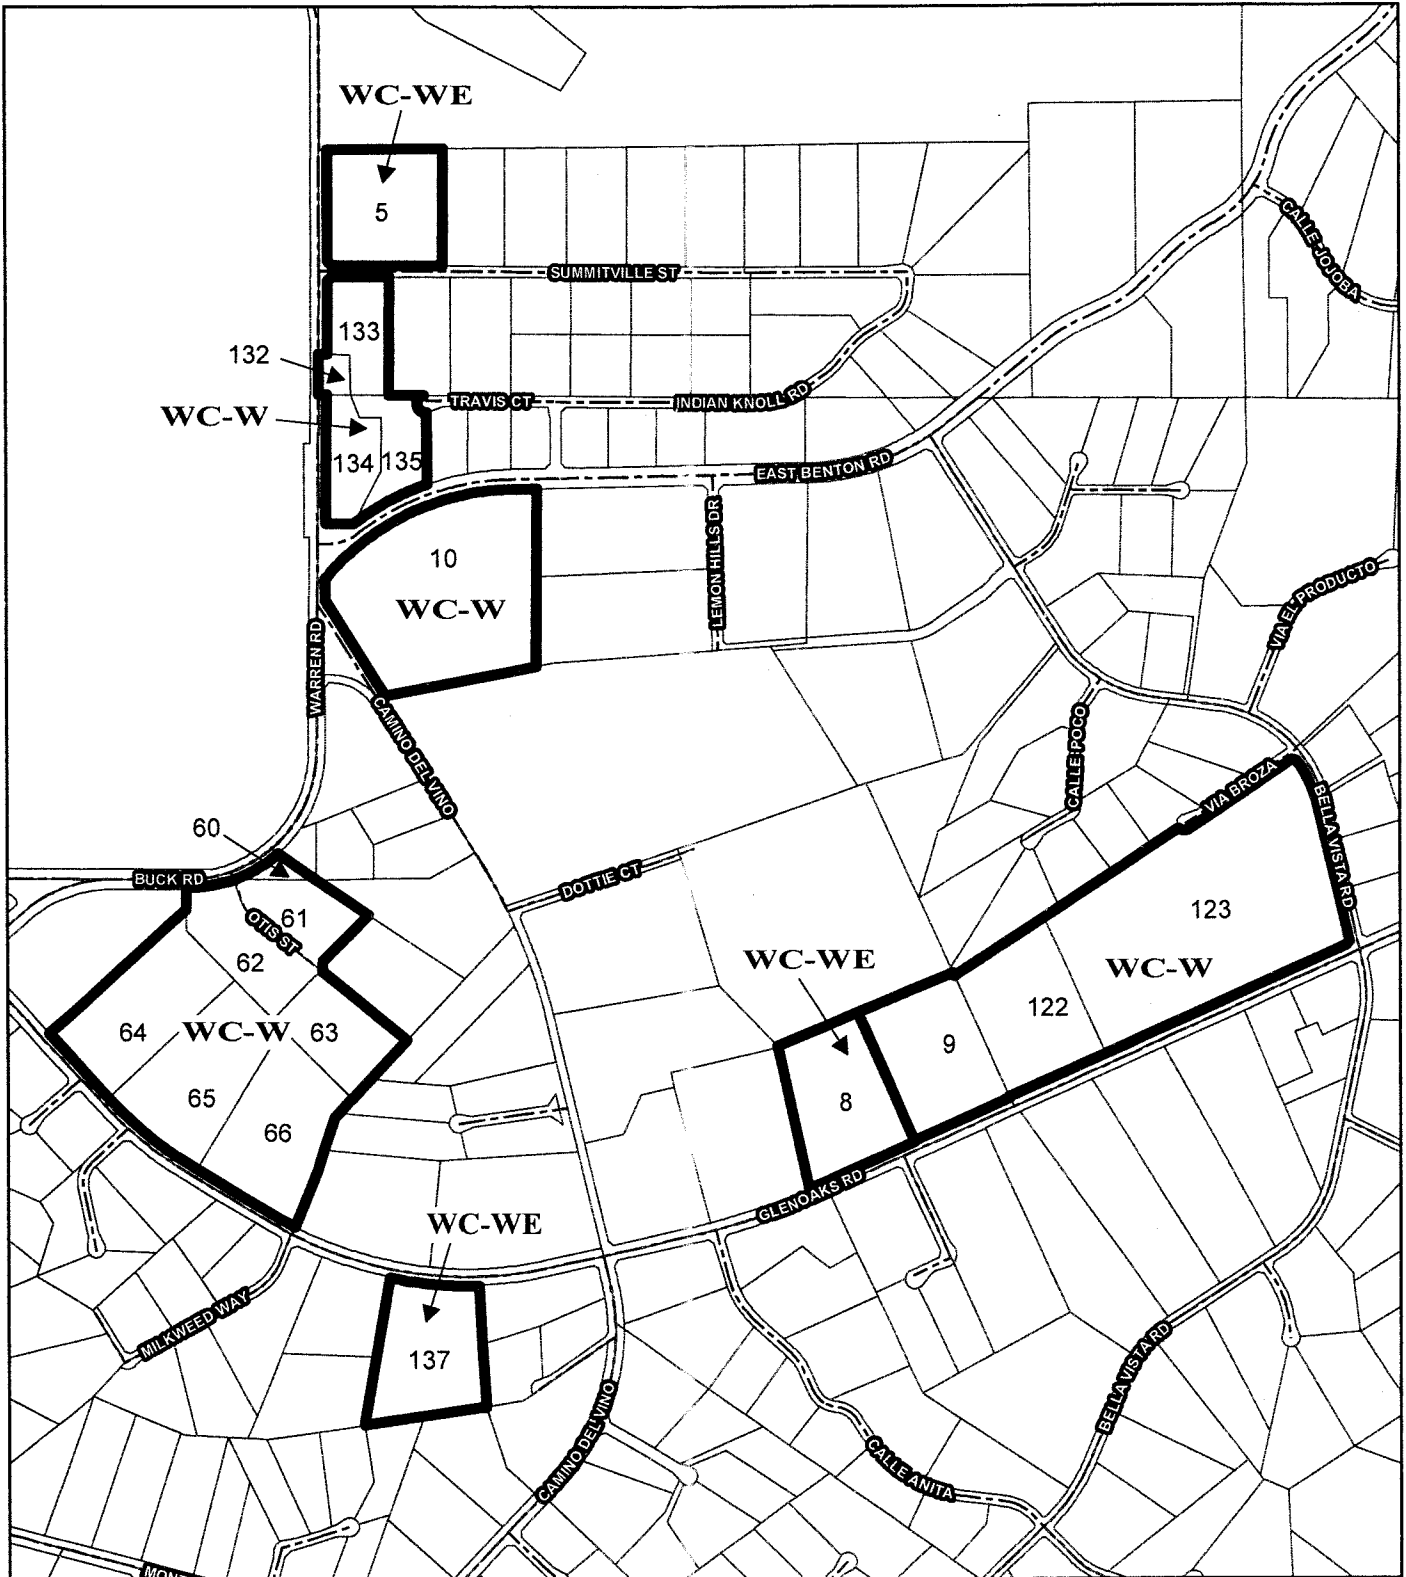 WC-WE
5
CALLE JOJOBA
SUMMITVILLE ST
133
132
TRAVIS CT
INDIAN KNOLL RD
WC-W
134
135
EAST BENTON RD
10
LEMON HILLS DR
WC-W
VIA EL PRODUCTO
WARREN RD
CAMINO DEL VINO
CALLE POCO
VIA BROZA
BELLA VISTA RD
60
BUCK RD
DOTTIE CT
61
OTIS ST
123
62
WC-WE
WC-W
64
WC-W
63
122
9
65
8
66
GLENOAKS RD
WC-WE
MILKWEED WAY
137
BELLA VISTA RD
CAMINO DEL VINO
CALLE ANITA